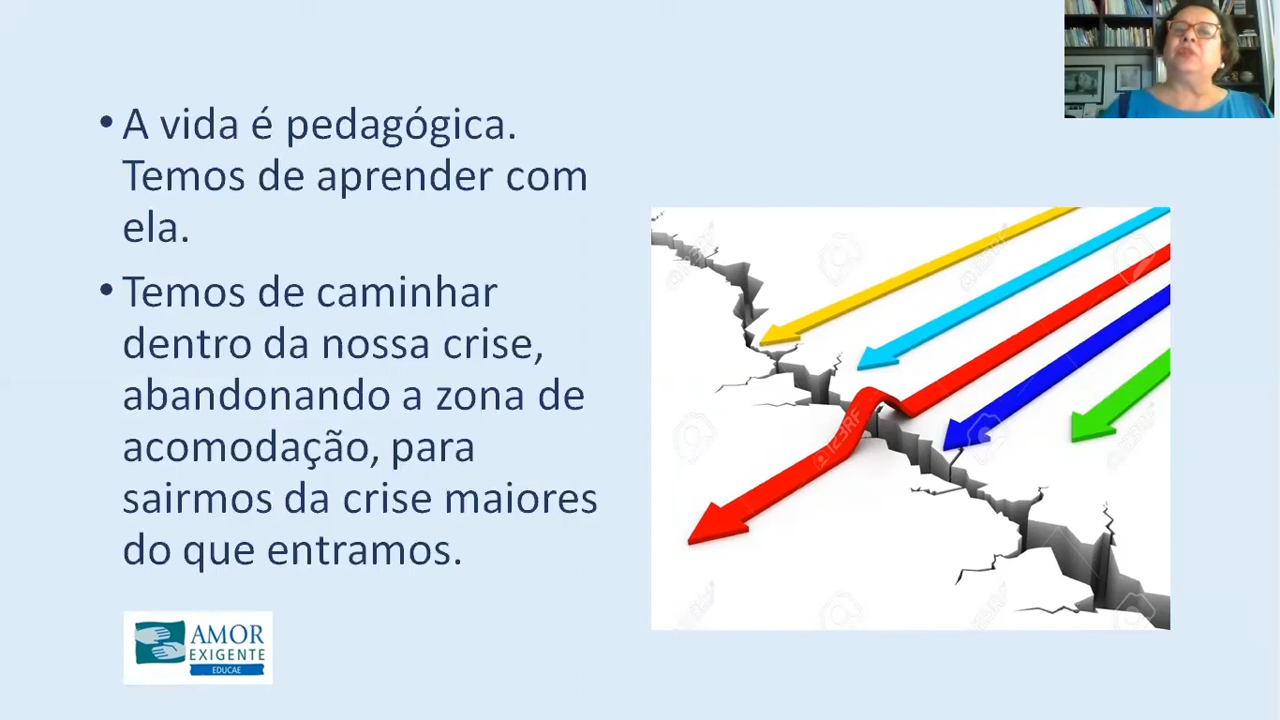 • A vida é pedagógica.
Temos de aprender com
ela.
• Temos de caminhar
dentro da nossa crise,
abandonando a zona de
acomodação, para
sairmos da crise maiores
do que entramos.
123RF
AMOR
EXIGENTE
EDUCAE